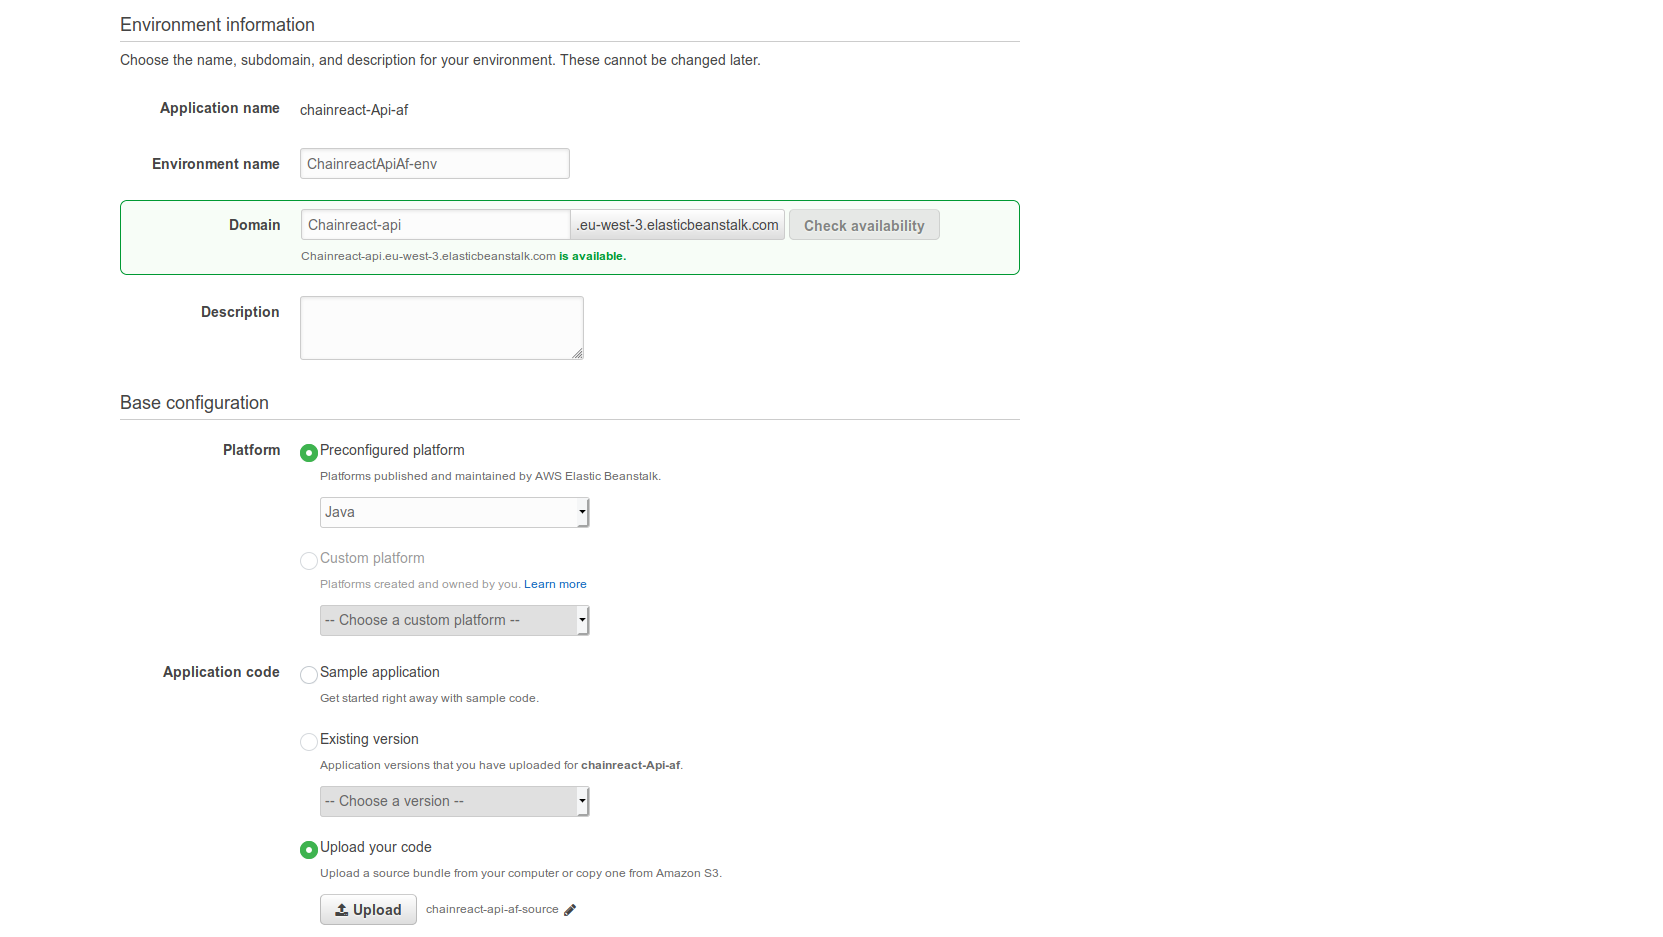 Environment information
Choose the name, subdomain, and description for your environment. These cannot be changed later.
Application name chainreact-Api-af
Environment name ChainreactApiAf-env
Domain Chainreact-api .eu-west-3.elasticbeanstalk.com Check availability
Chainreact-api.eu-west-3.elasticbeanstalk.com is available.
Description
Base configuration
Platform Preconfigured platform
Platforms published and maintained by AWS Elastic Beanstalk.
Java
Custom platform
Platforms created and owned by you. Learn more
-- Choose a custom platform --
Application code Sample application
Get started right away with sample code.
Existing version
Application versions that you have uploaded for chainreact-Api-af.
-- Choose a version --
Upload your code
Upload a source bundle from your computer or copy one from Amazon S3.
Upload chainreact-api-af-source